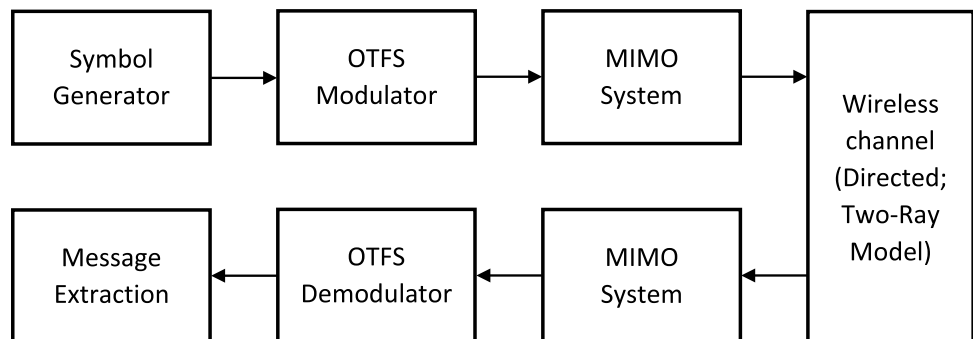 Symbol
Generator
OTFS
Modulator
MIMO
System
Wireless
channel
(Directed;
Two-Ray
Model)
Message
Extraction
OTFS
Demodulator
MIMO
System